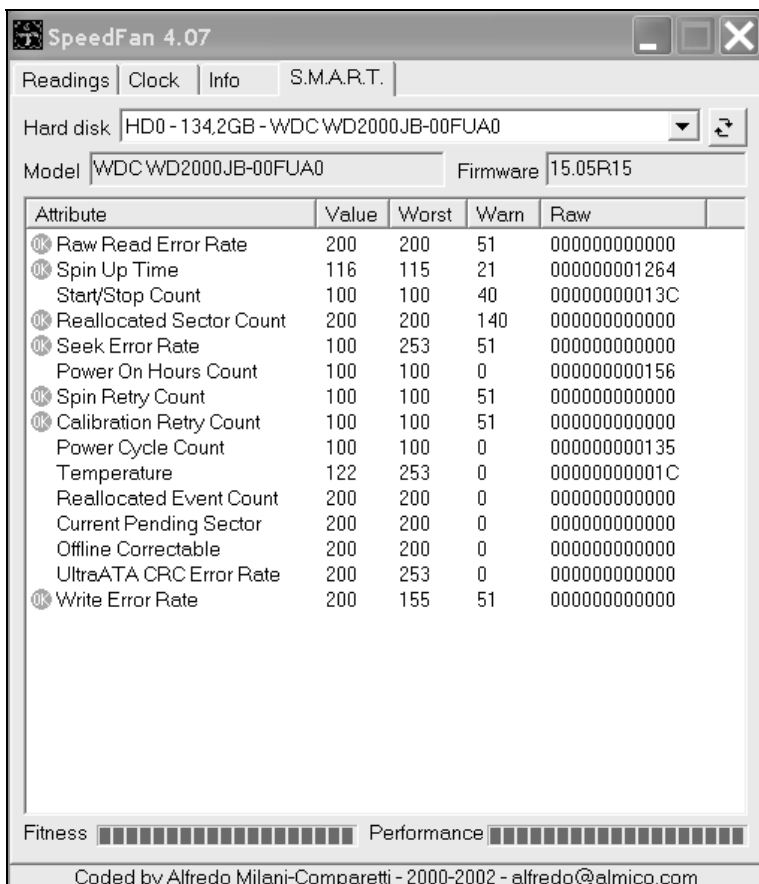 SpeedFan 4.07
Readings Clock Info S.M.A.R.T.
Hard disk HD0 - 134,2GB - WDC WD2000JB-00FUA0
Model WDC WD2000JB-00FUA0 Firmware 15.05R15
Attribute Value Worst Warn Raw
OK Raw Read Error Rate 200 200 51 000000000000
OK Spin Up Time 116 115 21 000000001264
Start/Stop Count 100 100 40 00000000013C
OK Reallocated Sector Count 200 200 140 000000000000
OK Seek Error Rate 100 253 51 000000000000
Power On Hours Count 100 100 0 000000000156
OK Spin Retry Count 100 100 51 000000000000
OK Calibration Retry Count 100 100 51 000000000000
Power Cycle Count 100 100 0 000000000135
Temperature 122 253 0 00000000001C
Reallocated Event Count 200 200 0 000000000000
Current Pending Sector 200 200 0 000000000000
Offline Correctable 200 200 0 000000000000
UltraATA CRC Error Rate 200 253 0 000000000000
OK Write Error Rate 200 155 51 000000000000
Fitness Performance
Coded by Alfredo Milani-Comparetti - 2000-2002 - alfredo@almico.com